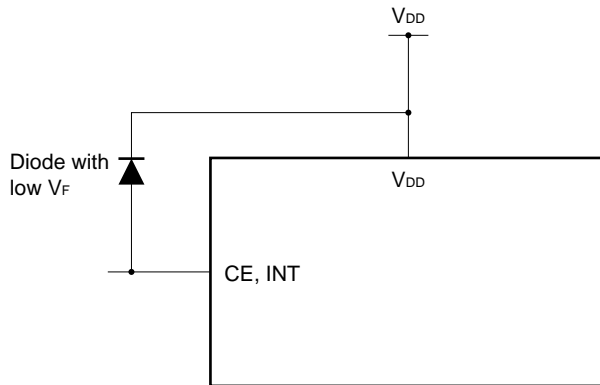 VDD
Diode with
low VF
VDD
CE, INT